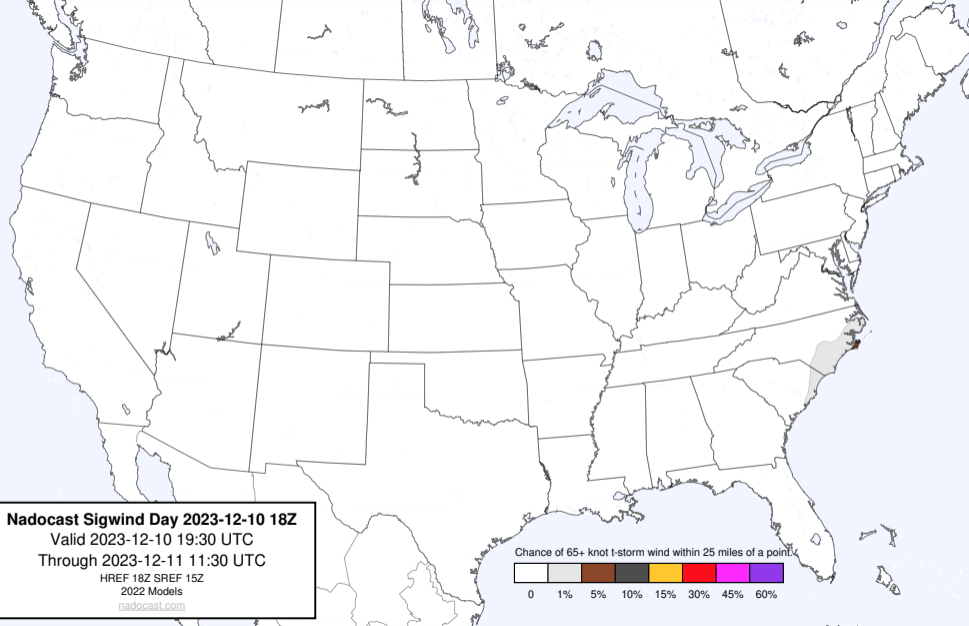 Nadocast Sigwind Day 2023-12-10 18Z
Valid 2023-12-10 19:30 UTC
Through 2023-12-11 11:30 UTC
HREF 18Z SREF 15Z
2022 Models
nadocast.com
Chance of 65+ knot t-storm wind within 25 miles of a point.
0 1% 5% 10% 15% 30% 45% 60%